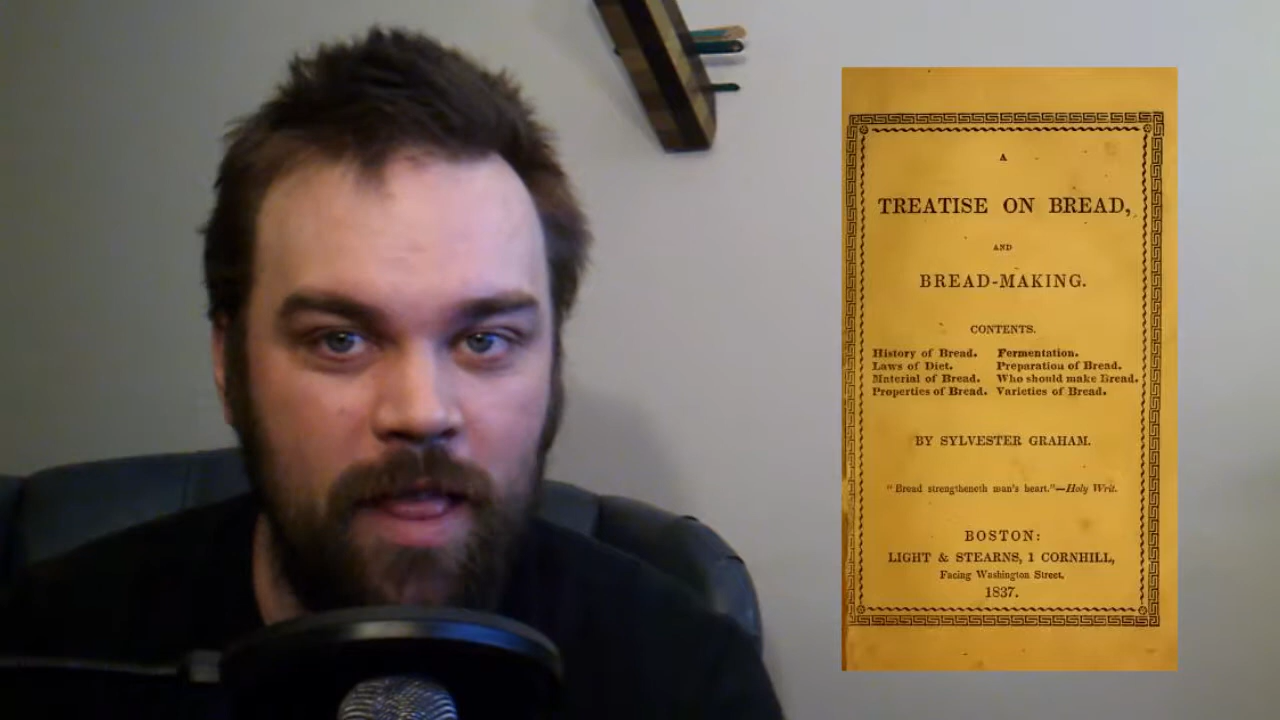 A
TREATISE ON BREAD,
AND
BREAD-MAKING.
CONTENTS.
History of Bread. Fermentation.
Laws of Diet. Preparation of Bread.
Material of Bread. Who should make Bread.
Properties of Bread. Varieties of Bread.
BY SYLVESTER GRAHAM.
"Bread strengtheneth man's heart."—Holy Writ.
BOSTON:
LIGHT & STEARNS, 1 CORNHILL,
Facing Washington Street.
1837.